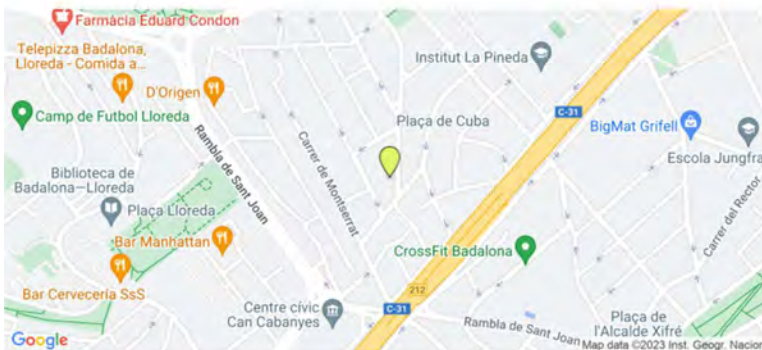 Farmàcia Eduard Condon
Telepizza Badalona,
Lloreda - Comida a...
D'Origen
Camp de Futbol Lloreda
Rambla de Sant Joan
Carrer de Montserrat
Biblioteca de
Badalona—Lloreda
Plaça Lloreda
Bar Manhattan
Bar Cervecería SsS
Centre cívic
Can Cabanyes
Institut La Pineda
Plaça de Cuba
C-31
BigMat Grifell
Escola Jungfra
Carrer del Rector
CrossFit Badalona
212
C-31
Rambla de Sant Joan
Plaça de
l'Alcalde Xifré
Google
Map data ©2023 Inst. Geogr. Nacion